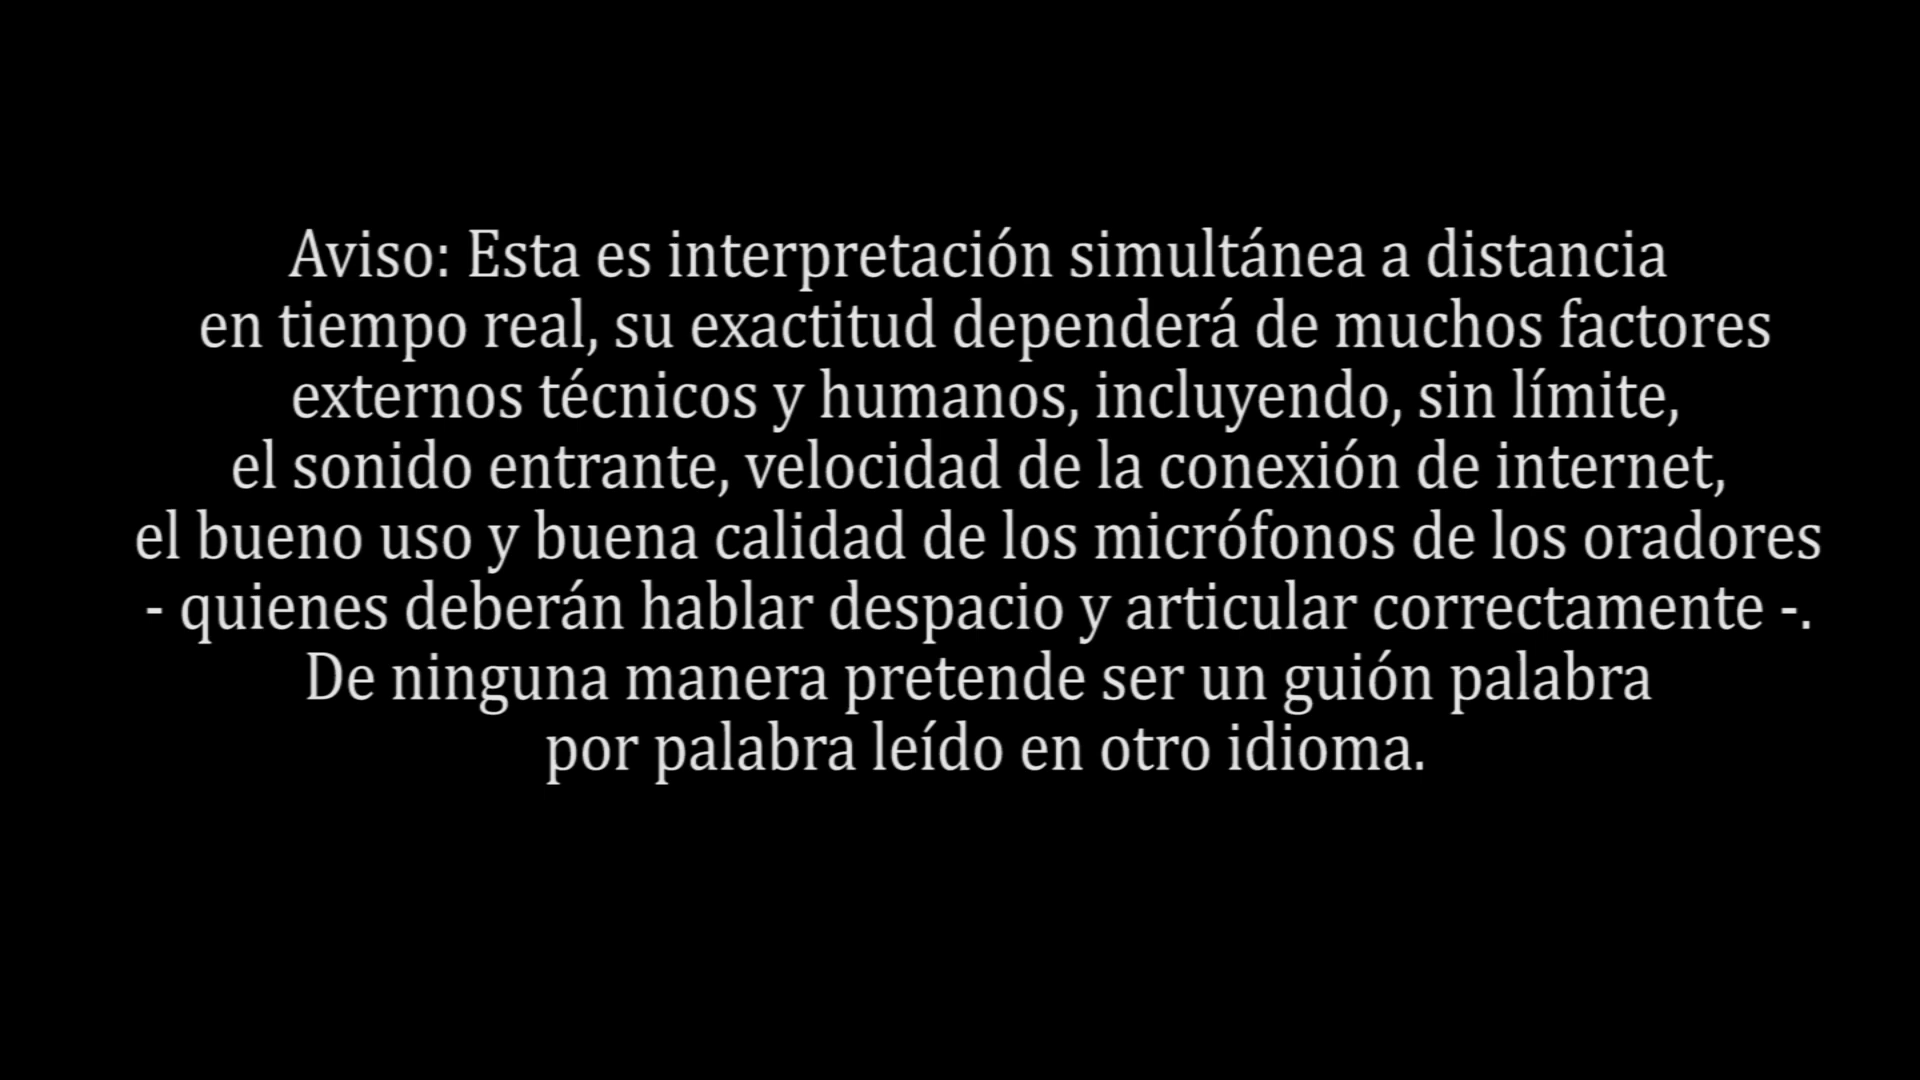 Aviso: Esta es interpretación simultánea a distancia
en tiempo real, su exactitud dependerá de muchos factores
externos técnicos y humanos, incluyendo, sin límite,
el sonido entrante, velocidad de la conexión de internet,
el bueno uso y buena calidad de los micrófonos de los oradores
- quienes deberán hablar despacio y articular correctamente -.
De ninguna manera pretende ser un guión palabra
por palabra leído en otro idioma.